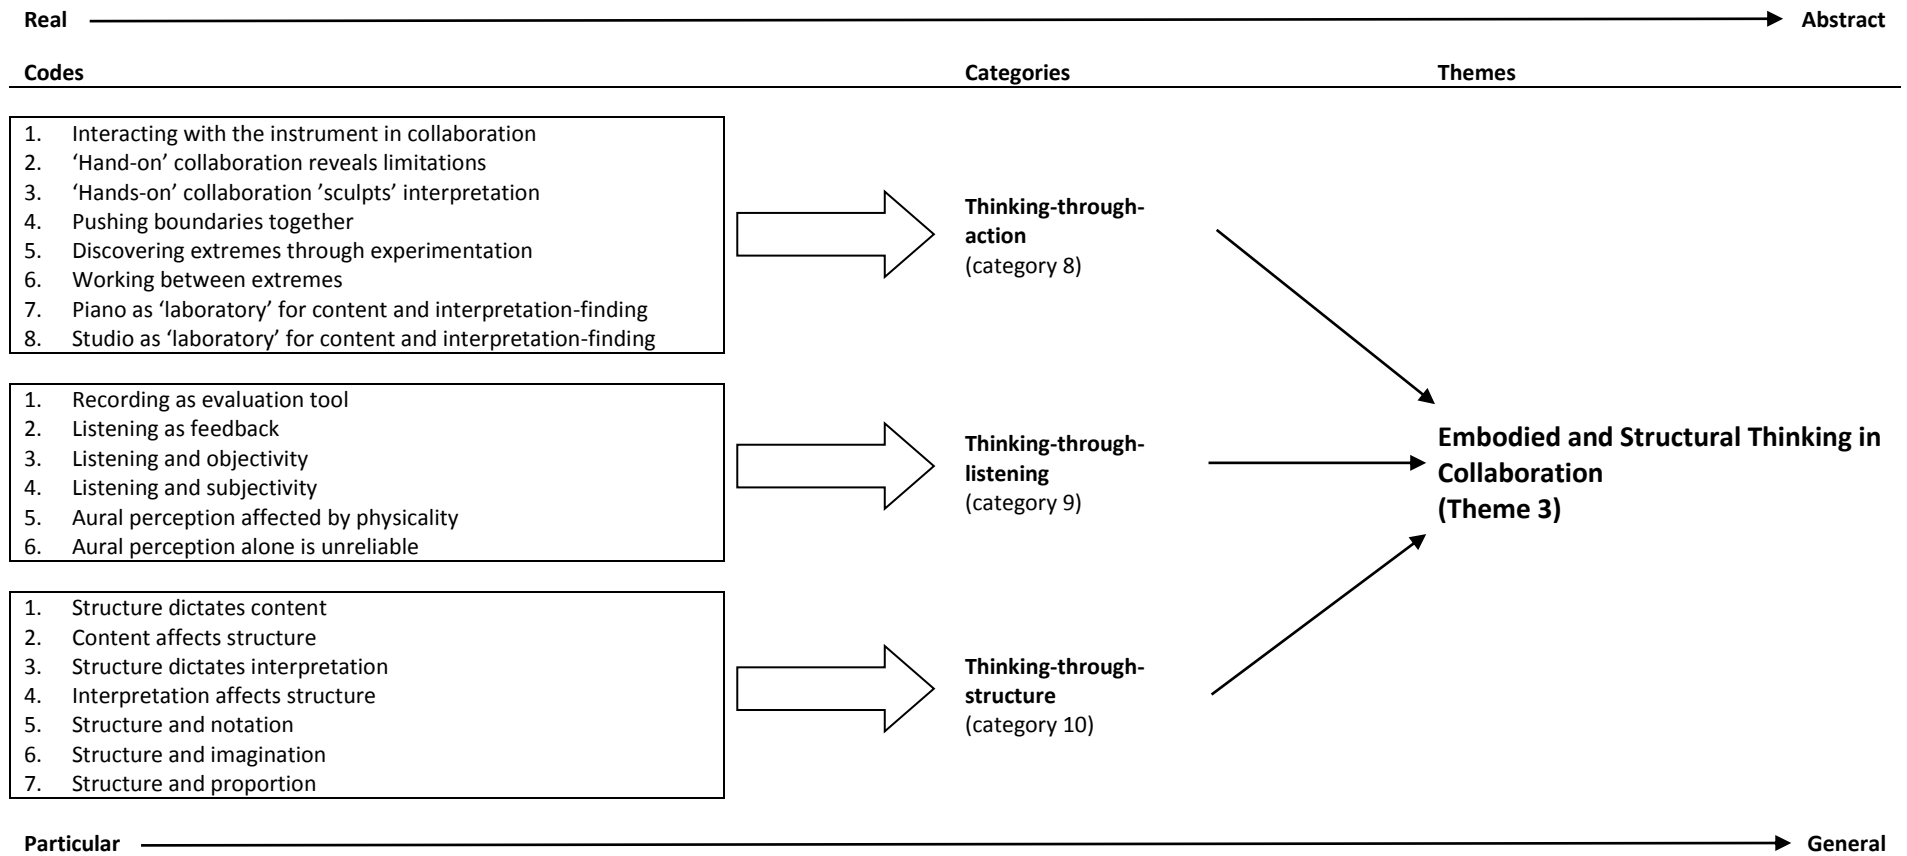 Real Abstract
Codes Categories Themes
1. Interacting with the instrument in collaboration
2. ‘Hand-on’ collaboration reveals limitations
3. ‘Hands-on’ collaboration ’sculpts’ interpretation
4. Pushing boundaries together
5. Discovering extremes through experimentation
6. Working between extremes
7. Piano as ‘laboratory’ for content and interpretation-finding
8. Studio as ‘laboratory’ for content and interpretation-finding
Thinking-through-
action
(category 8)
1. Recording as evaluation tool
2. Listening as feedback
3. Listening and objectivity
4. Listening and subjectivity
5. Aural perception affected by physicality
6. Aural perception alone is unreliable
Thinking-through-
listening
(category 9)
1. Structure dictates content
2. Content affects structure
3. Structure dictates interpretation
4. Interpretation affects structure
5. Structure and notation
6. Structure and imagination
7. Structure and proportion
Thinking-through-
structure
(category 10)
Embodied and Structural Thinking in
Collaboration
(Theme 3)
Particular General